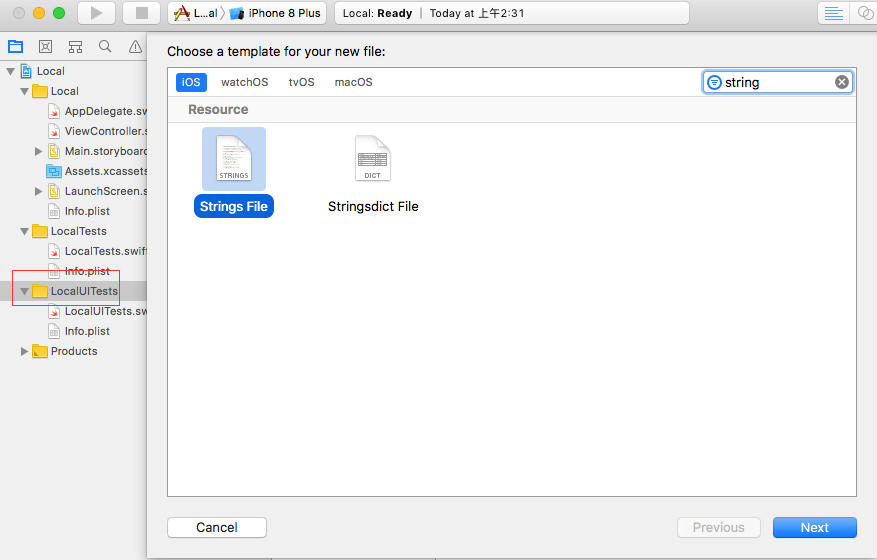 L...al
iPhone 8 Plus
Local: Ready | Today at 上午2:31
Choose a template for your new file:
iOS
watchOS
tvOS
macOS
string
Resource
STRINGS
Strings File
DICT
Stringsdict File
Local
Local
AppDelegate.sw
ViewController.s
Main.storyboard
Assets.xcassets
LaunchScreen.s
Info.plist
LocalTests
LocalTests.swift
Info.plist
LocalUITests
LocalUITests.sw
Info.plist
Products
Cancel
Previous
Next